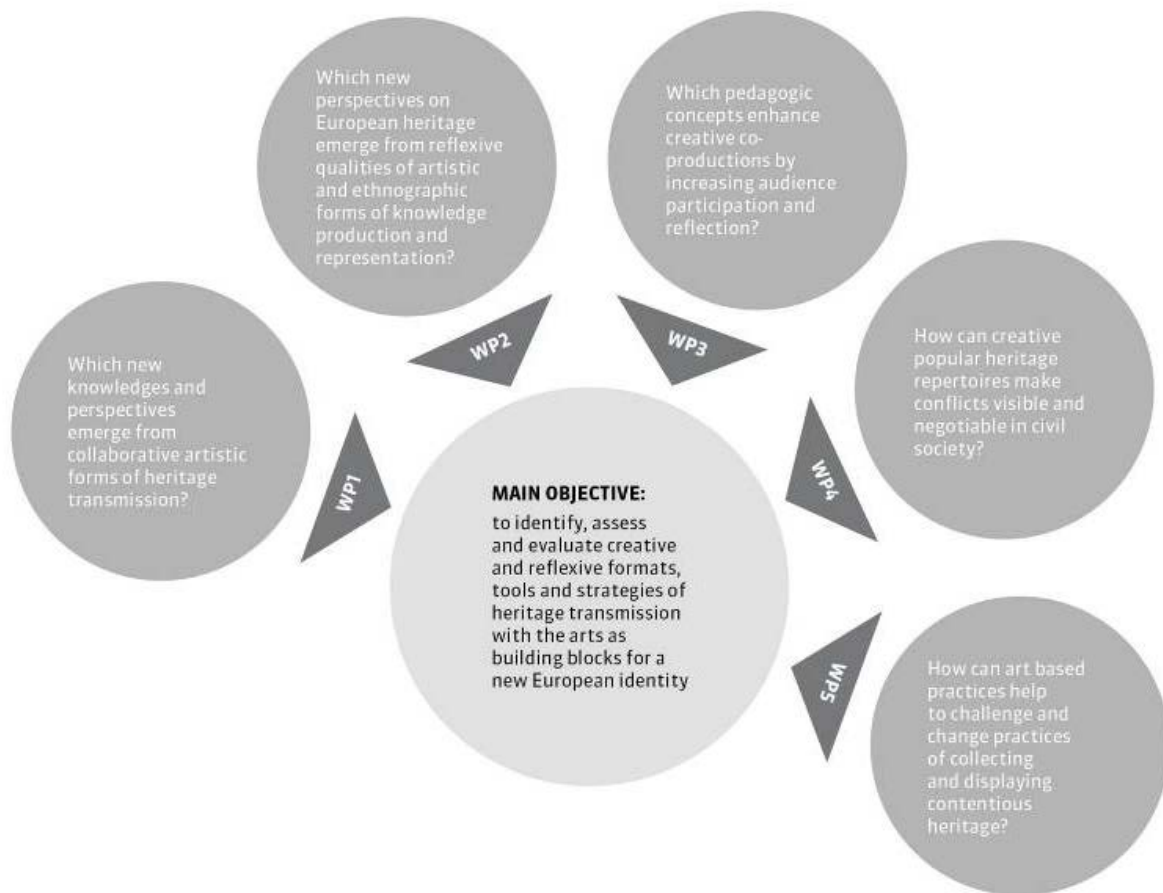 Which new
perspectives on
European heritage
emerge from reflexive
qualities of artistic
and ethnographic
forms of knowledge
production and
representation?
Which pedagogic
concepts enhance
creative co-
productions by
increasing audience
participation and
reflection?
Which new
knowledges and
perspectives
emerge from
collaborative artistic
forms of heritage
transmission?
How can creative
popular heritage
repertoires make
conflicts visible and
negotiable in civil
society?
WP1
WP2
WP3
WP4
WP5
MAIN OBJECTIVE:
to identify, assess
and evaluate creative
and reflexive formats,
tools and strategies of
heritage transmission
with the arts as
building blocks for a
new European identity
How can art based
practices help
to challenge and
change practices
of collecting
and displaying
contentious
heritage?